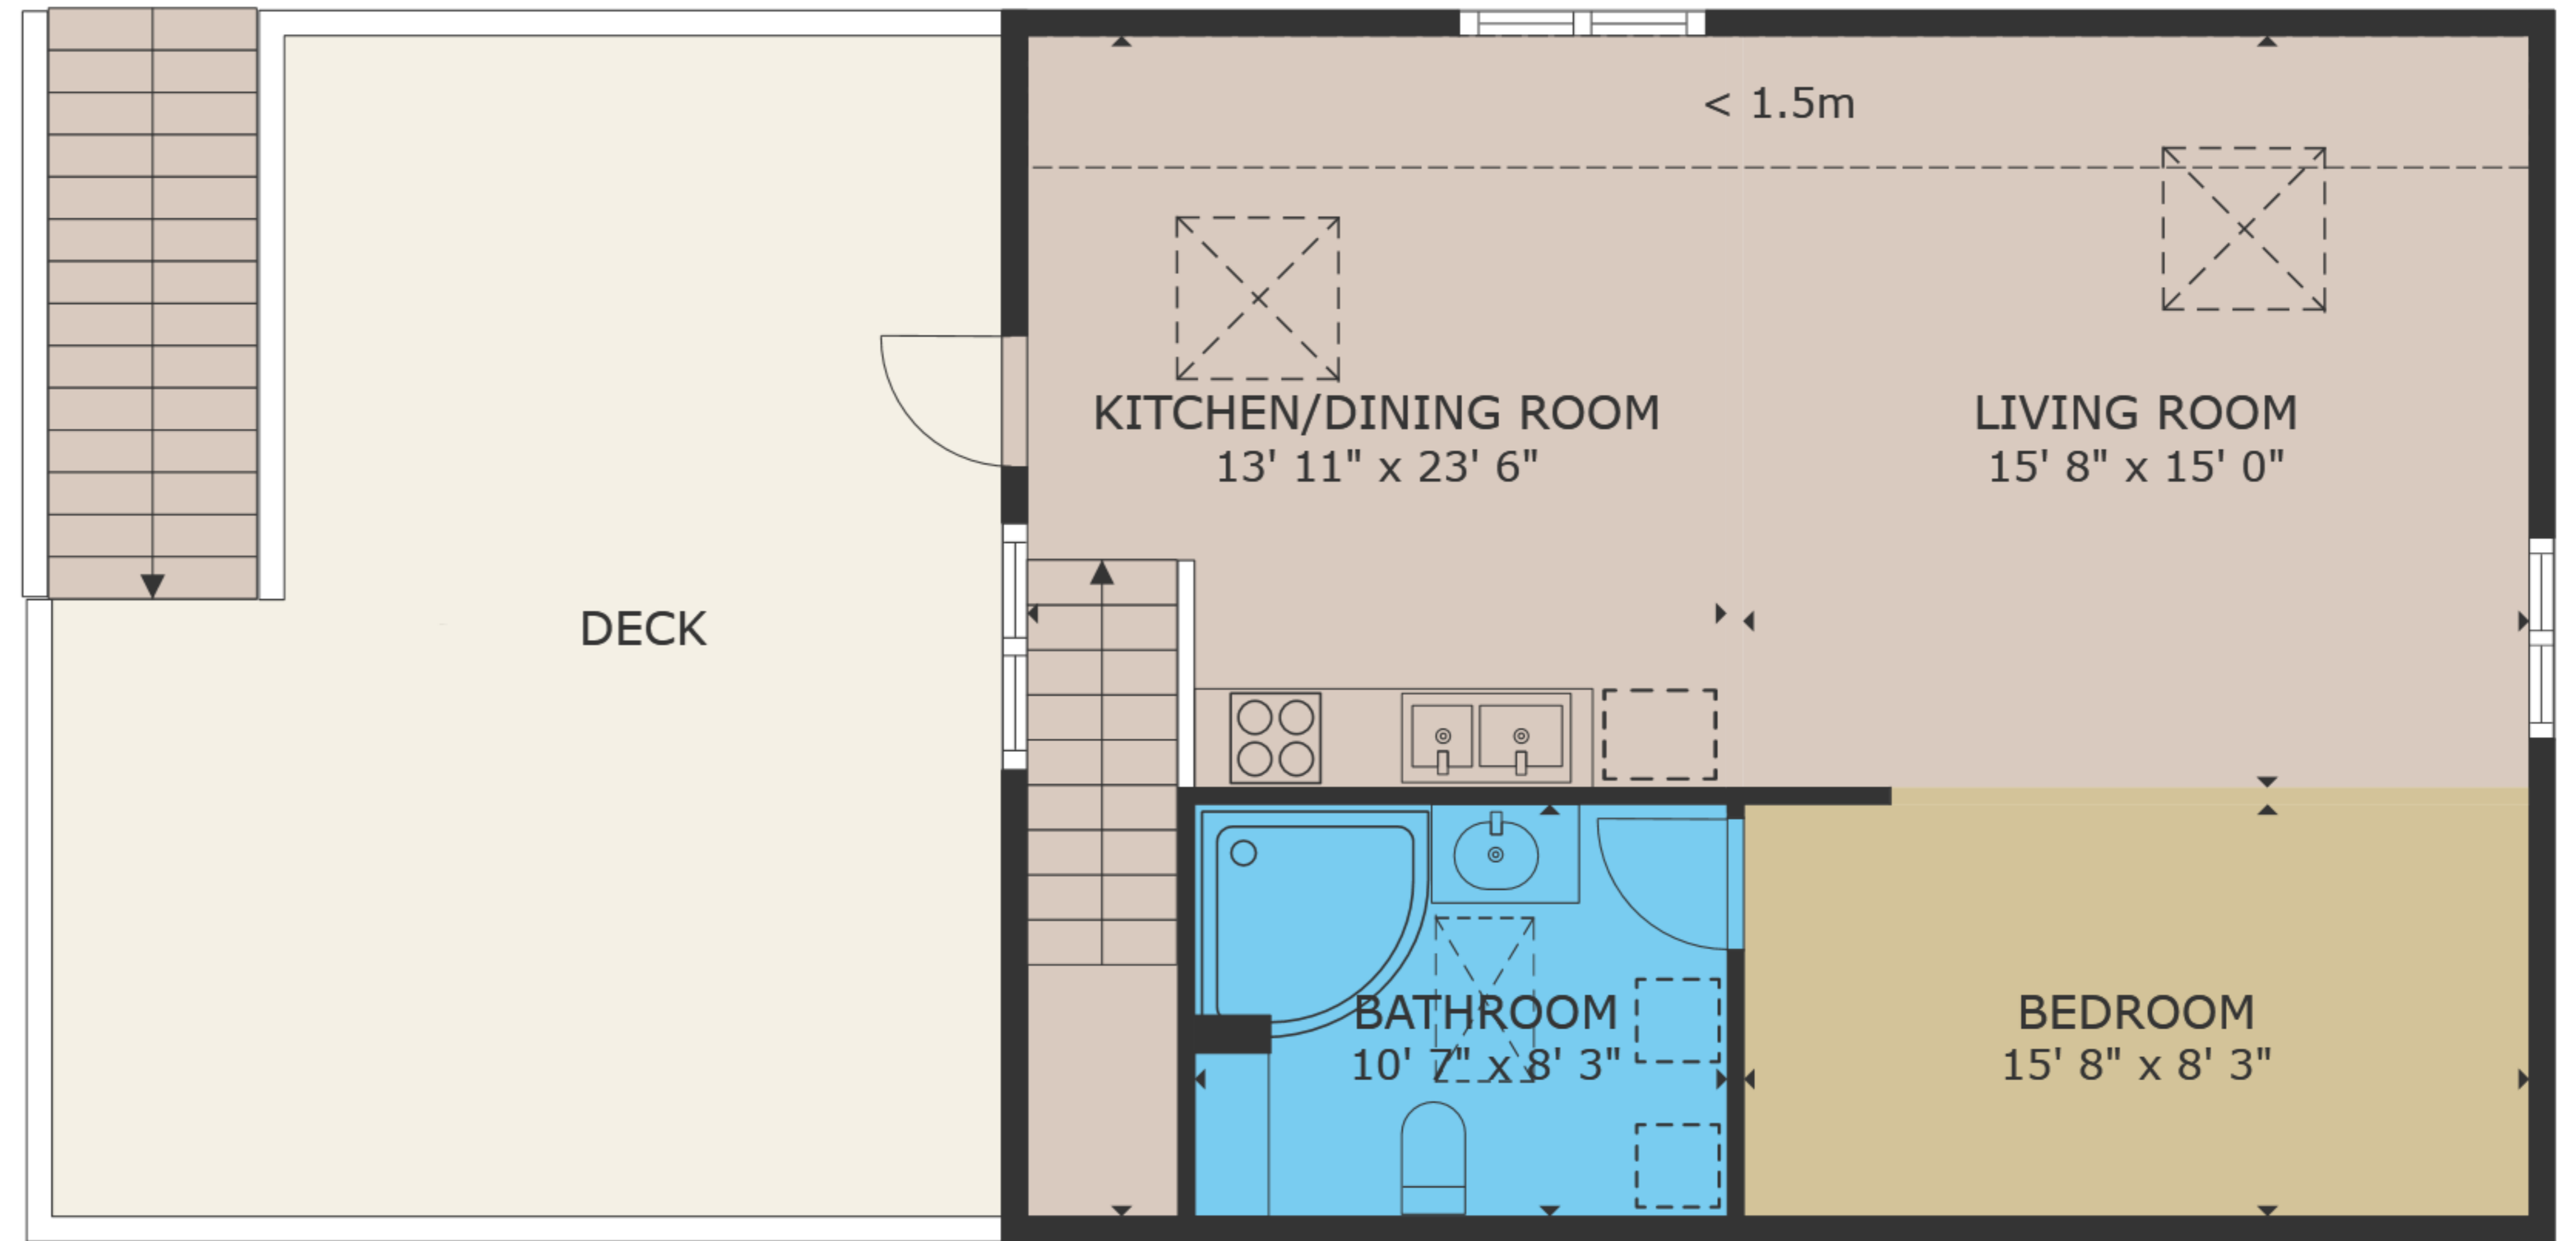 < 1.5m
KITCHEN/DINING ROOM
13' 11" x 23' 6"
LIVING ROOM
15' 8" x 15' 0"
DECK
BATHROOM
10' 7" x 8' 3"
BEDROOM
15' 8" x 8' 3"